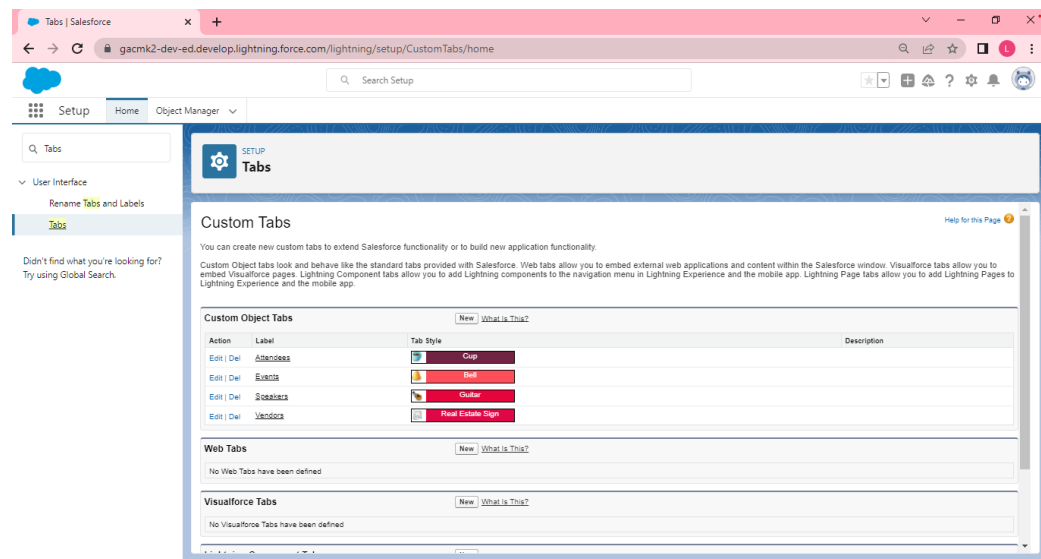 Tabs | Salesforce
gacmk2-dev-ed.develop.lightning.force.com/lightning/setup/CustomTabs/home
L
Search Setup
Setup
Home
Object Manager
Tabs
User Interface
Rename Tabs and Labels
Tabs
Didn't find what you're looking for?
Try using Global Search.
SETUP
Tabs
Custom Tabs
Help for this Page
You can create new custom tabs to extend Salesforce functionality or to build new application functionality.
Custom Object tabs look and behave like the standard tabs provided with Salesforce. Web tabs allow you to embed external web applications and content within the Salesforce window. Visualforce tabs allow you to
embed Visualforce pages. Lightning Component tabs allow you to add Lightning components to the navigation menu in Lightning Experience and the mobile app. Lightning Page tabs allow you to add Lightning Pages to
Lightning Experience and the mobile app.
Custom Object Tabs New What Is This?
Action Label Tab Style Description
Edit | Del Attendees Cup
Edit | Del Events Bell
Edit | Del Speakers Guitar
Edit | Del Vendors Real Estate Sign
Web Tabs New What Is This?
No Web Tabs have been defined
Visualforce Tabs New What Is This?
No Visualforce Tabs have been defined